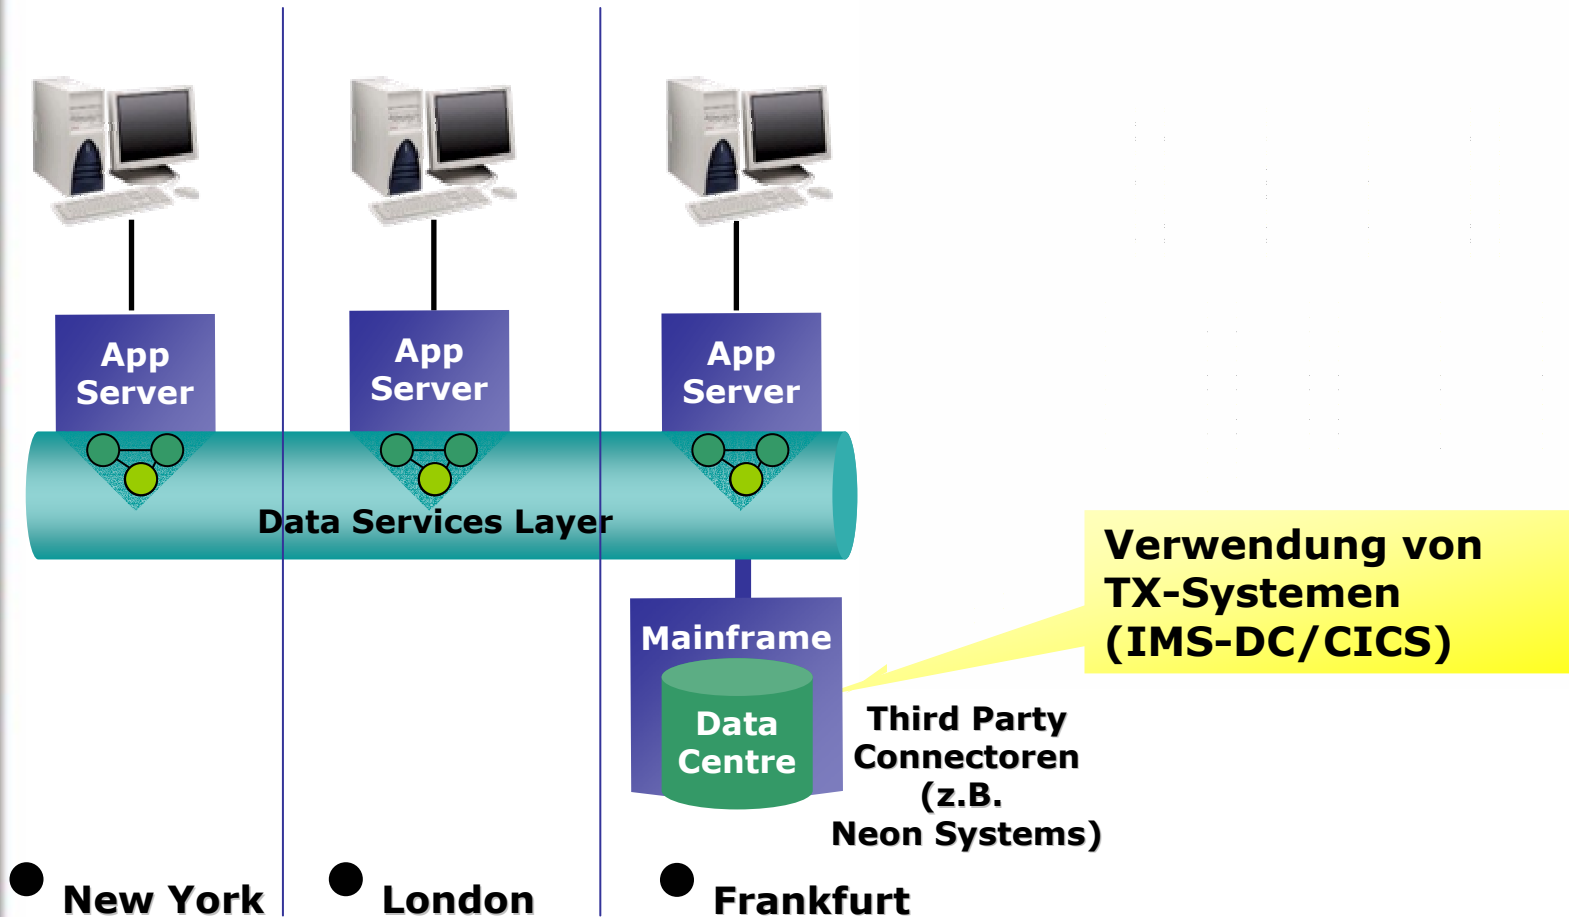 App
Server
App
Server
App
Server
Data Services Layer
Verwendung von
TX-Systemen
(IMS-DC/CICS)
Mainframe
Data
Centre
Third Party
Connectoren
(z.B.
Neon Systems)
New York
London
Frankfurt